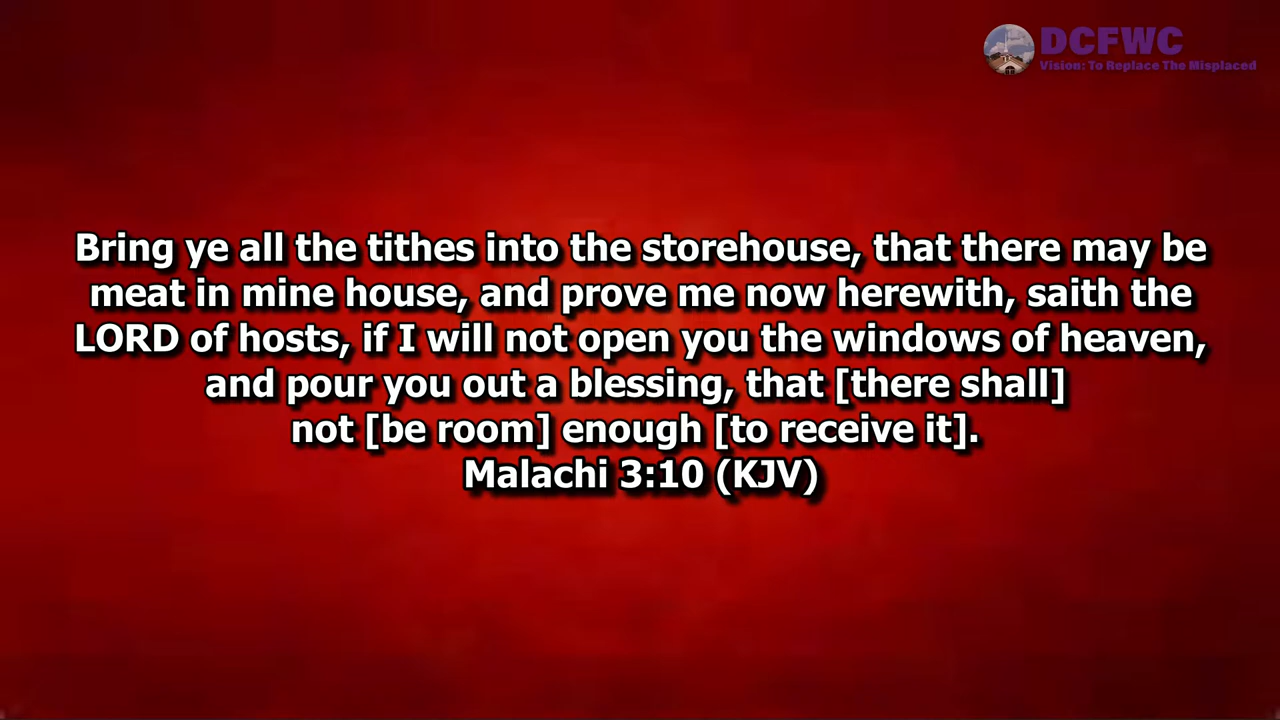 DCFWC
Vision: To Replace The Misplaced
Bring ye all the tithes into the storehouse, that there may be
meat in mine house, and prove me now herewith, saith the
LORD of hosts, if I will not open you the windows of heaven,
and pour you out a blessing, that [there shall]
not [be room] enough [to receive it].
Malachi 3:10 (KJV)